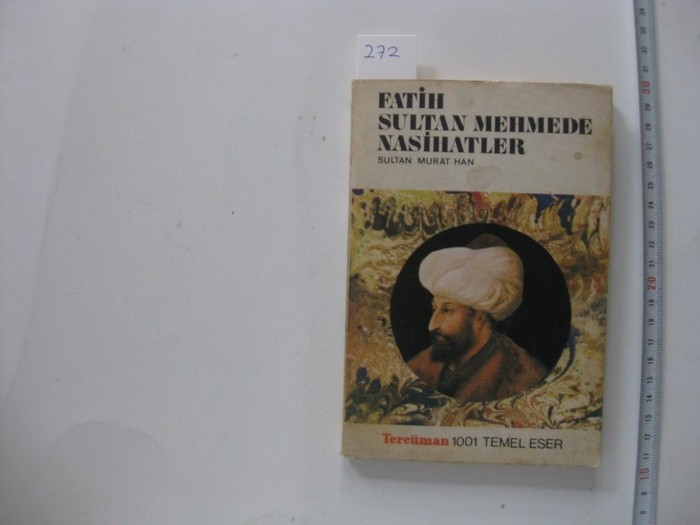 272
FATİH
SULTAN MEHMEDE
NASİHATLER
SULTAN MURAT HAN
Tercüman 1001 TEMEL ESER